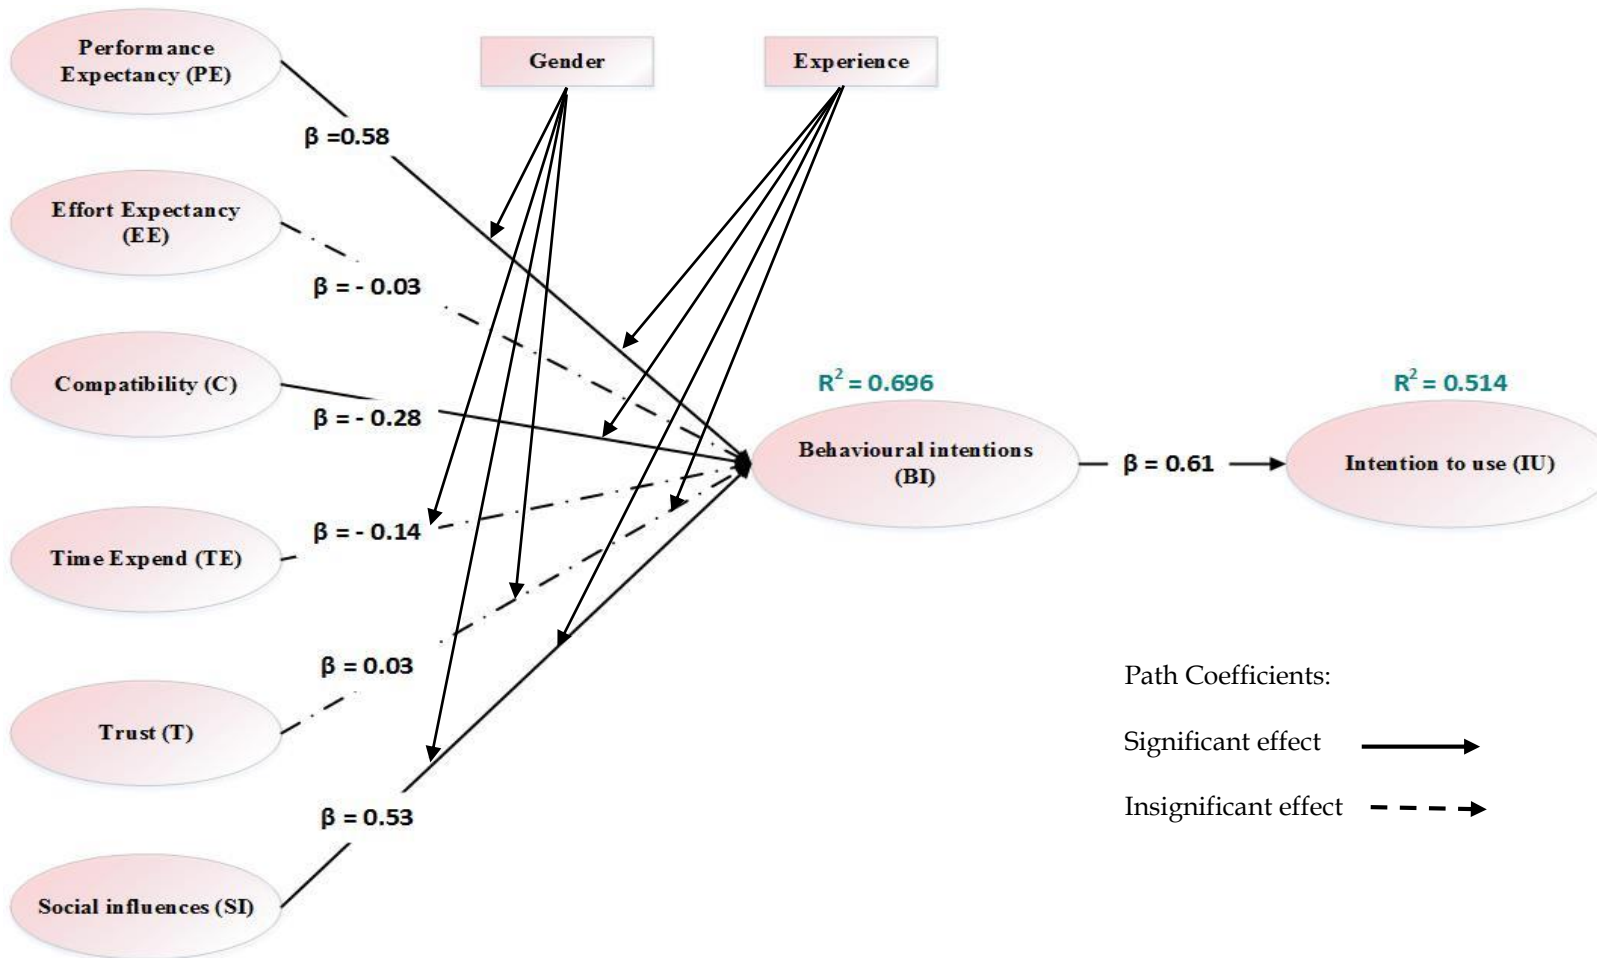 Performance
Expectancy (PE)
Gender
Experience
β =0.58
Effort Expectancy
(EE)
β = - 0.03
Compatibility (C)
β = - 0.28
R² = 0.696
R² = 0.514
Behavioural intentions
(BI)
β = 0.61
Intention to use (IU)
Time Expend (TE)
β = - 0.14
Trust (T)
β = 0.03
Social influences (SI)
β = 0.53
Path Coefficients:
Significant effect
Insignificant effect